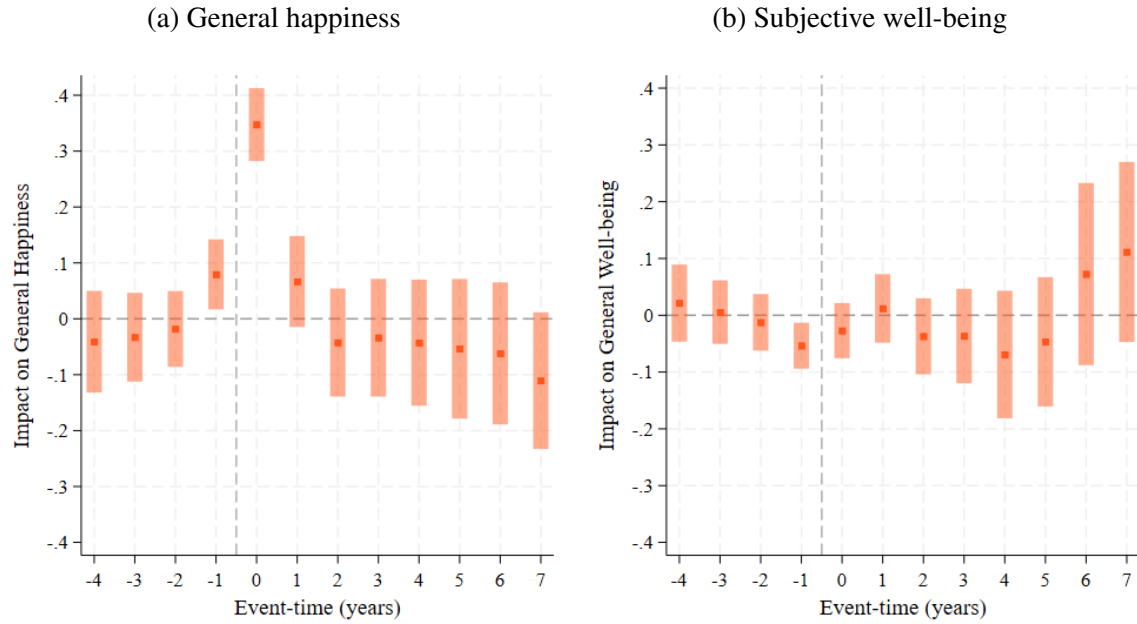 (a) General happiness
Impact on General Happiness
.4
.3
.2
.1
0
-.1
-.2
-.3
-.4
-4 -3 -2 -1 0 1 2 3 4 5 6 7
Event-time (years)
(b) Subjective well-being
Impact on General Well-being
.4
.3
.2
.1
0
-.1
-.2
-.3
-.4
-4 -3 -2 -1 0 1 2 3 4 5 6 7
Event-time (years)